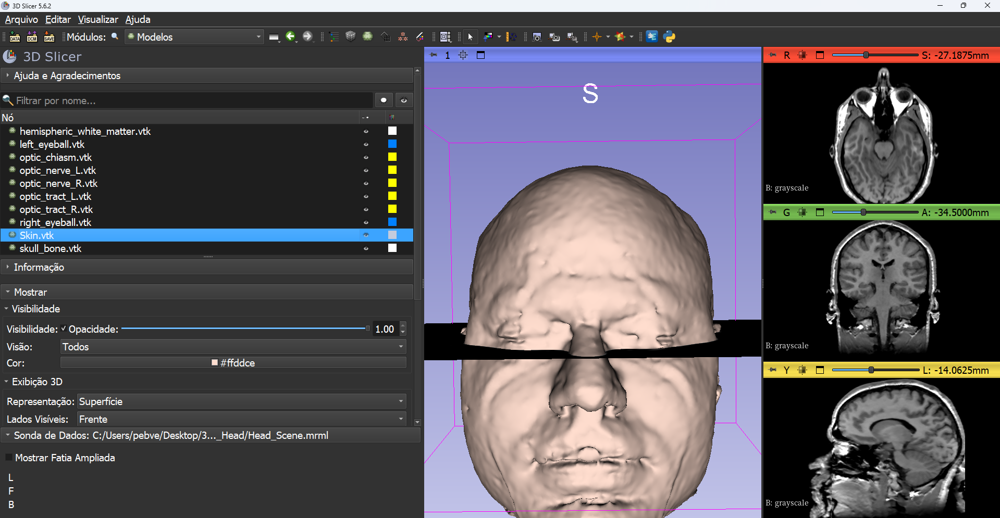 3D Slicer 5.6.2
Arquivo Editar Visualizar Ajuda
DATA DCM SAVE Módulos: Modelos
3D Slicer
Ajuda e Agradecimentos
Filtrar por nome...
Nó
hemispheric_white_matter.vtk
left_eyeball.vtk
optic_chiasm.vtk
optic_nerve_L.vtk
optic_nerve_R.vtk
optic_tract_L.vtk
optic_tract_R.vtk
right_eyeball.vtk
Skin.vtk
skull_bone.vtk
Informação
Mostrar
Visibilidade
Visibilidade: Opacidade: 1.00
Visão: Todos
Cor: #ffddce
Exibição 3D
Representação: Superfície
Lados Visíveis: Frente
Sonda de Dados: C:/Users/pebve/Desktop/3..._Head/Head_Scene.mrml
Mostrar Fatia Ampliada
L
F
B
1
S
R S: -27.1875mm
B: grayscale
G A: -34.5000mm
B: grayscale
Y L: -14.0625mm
B: grayscale